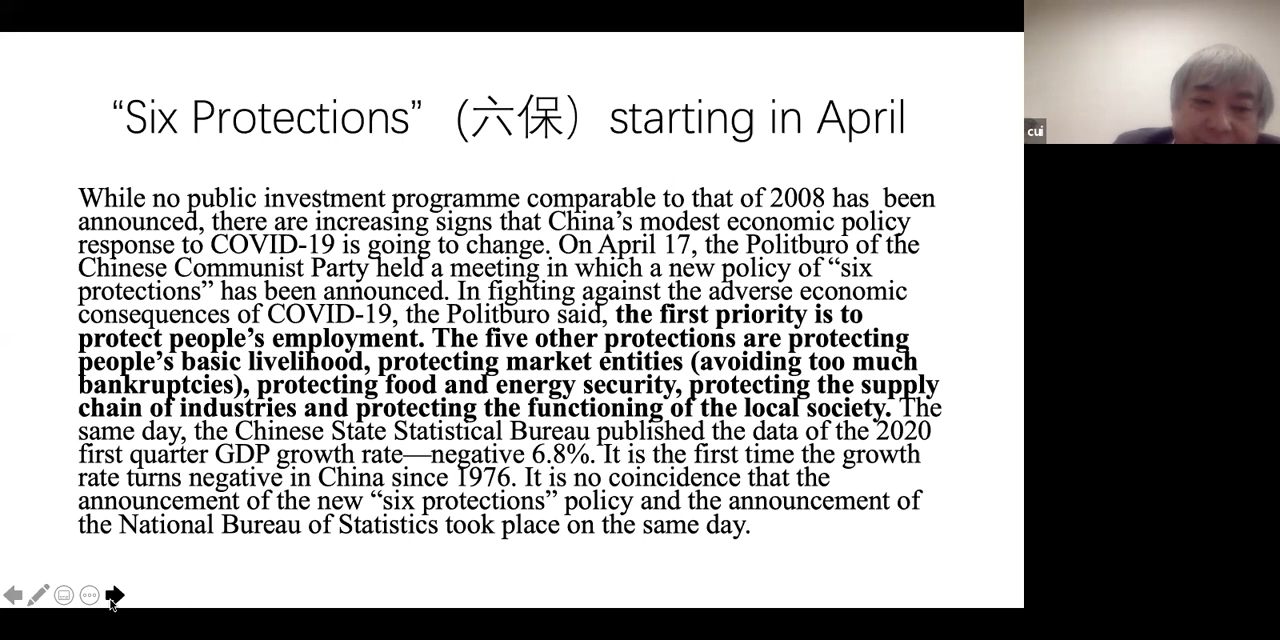 “Six Protections”（六保）starting in April
While no public investment programme comparable to that of 2008 has been
announced, there are increasing signs that China’s modest economic policy
response to COVID-19 is going to change. On April 17, the Politburo of the
Chinese Communist Party held a meeting in which a new policy of “six
protections” has been announced. In fighting against the adverse economic
consequences of COVID-19, the Politburo said, the first priority is to
protect people’s employment. The five other protections are protecting
people’s basic livelihood, protecting market entities (avoiding too much
bankruptcies), protecting food and energy security, protecting the supply
chain of industries and protecting the functioning of the local society. The
same day, the Chinese State Statistical Bureau published the data of the 2020
first quarter GDP growth rate—negative 6.8%. It is the first time the growth
rate turns negative in China since 1976. It is no coincidence that the
announcement of the new “six protections” policy and the announcement of
the National Bureau of Statistics took place on the same day.
cui